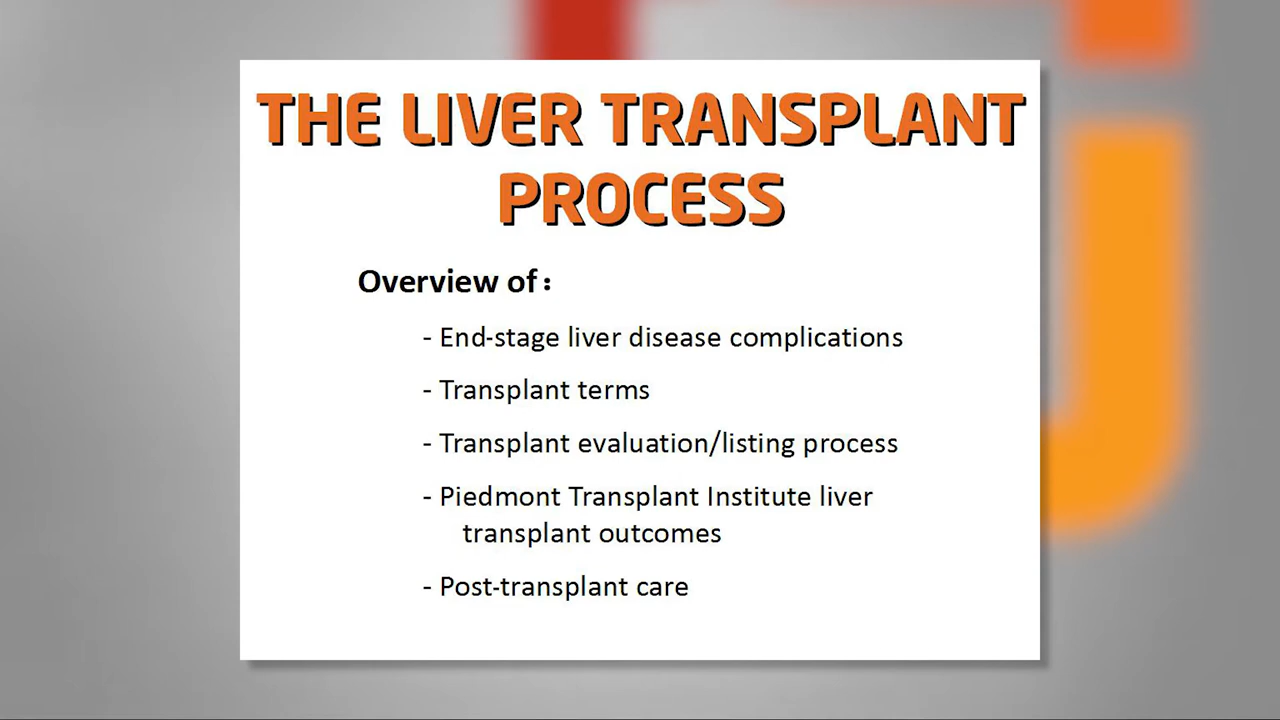 THE LIVER TRANSPLANT
PROCESS
Overview of:
- End-stage liver disease complications
- Transplant terms
- Transplant evaluation/listing process
- Piedmont Transplant Institute liver
transplant outcomes
- Post-transplant care